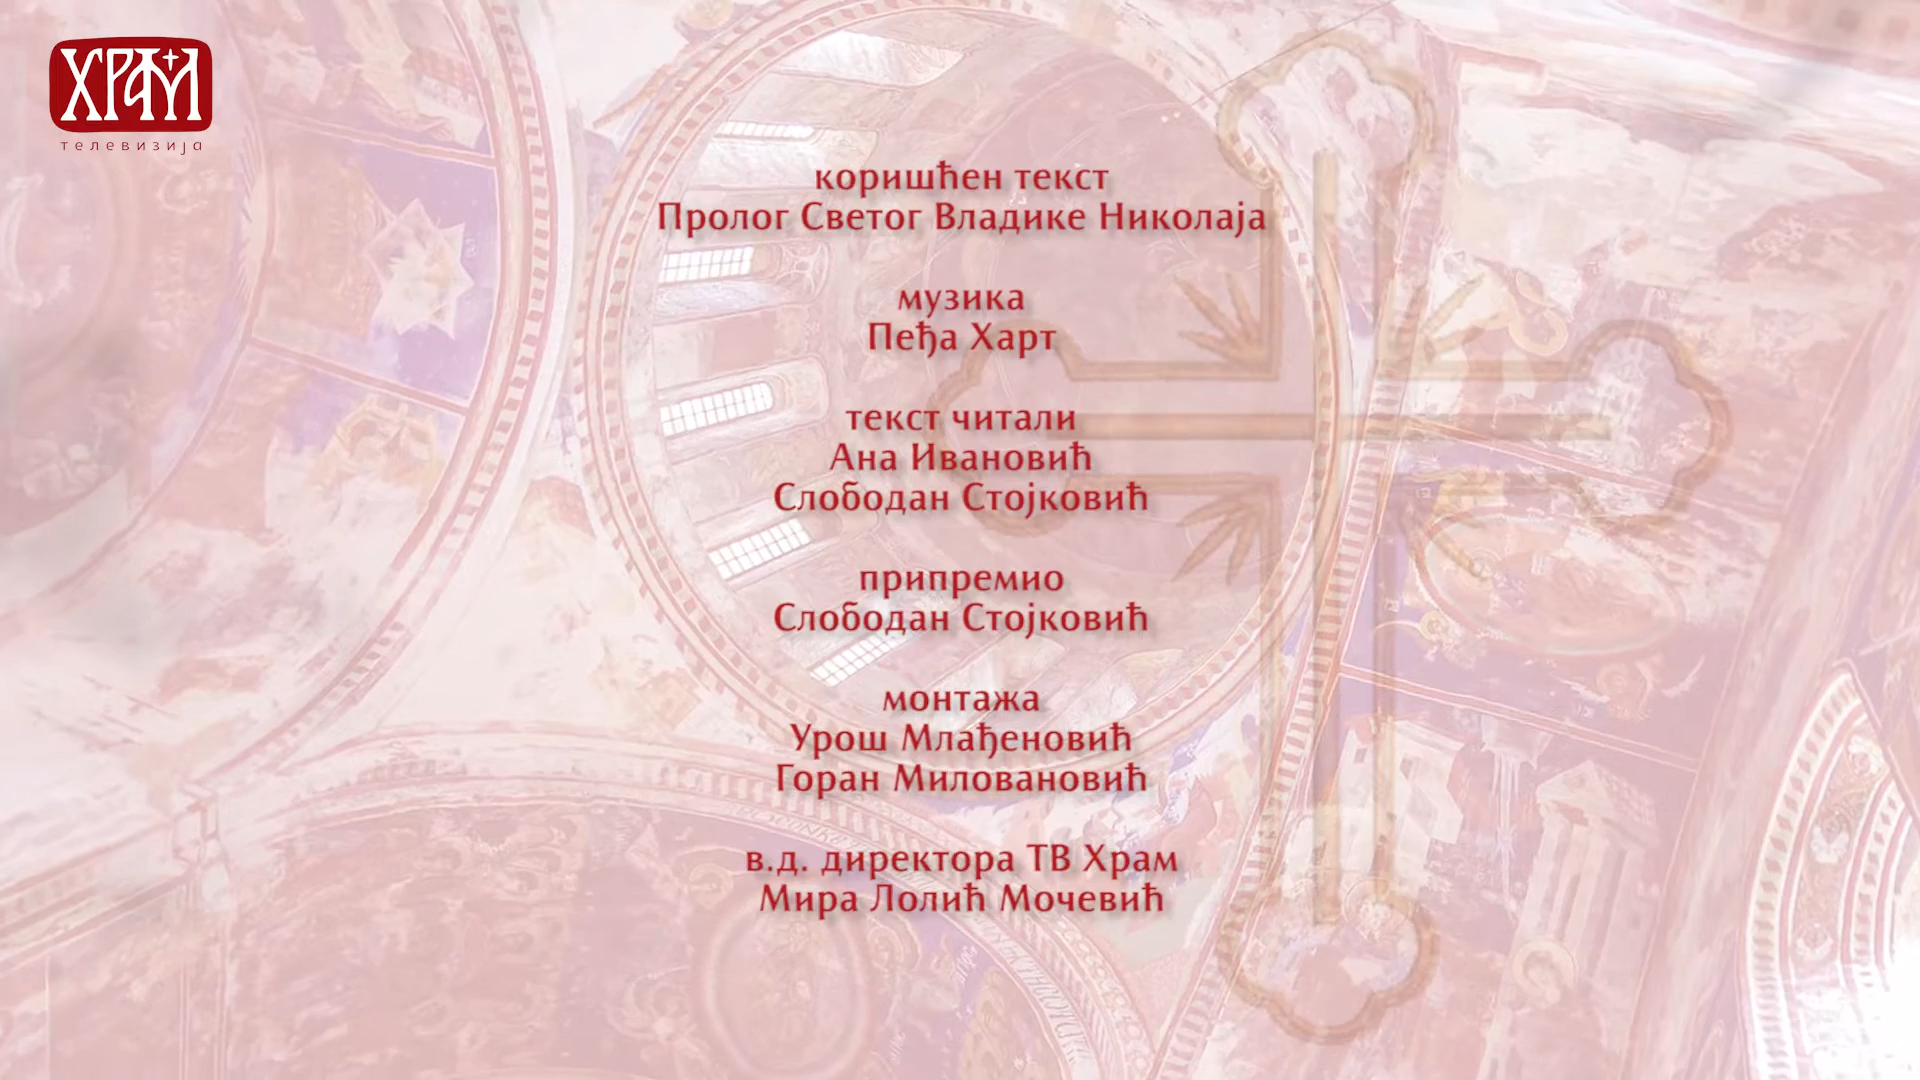 ХРАМ
телевизија
коришћен текст
Пролог Светог Владике Николаја
музика
Пеђа Харт
текст читали
Ана Ивановић
Слободан Стојковић
припремио
Слободан Стојковић
монтажа
Урош Млађеновић
Горан Миловановић
в.д. директора ТВ Храм
Мира Лолић Мочевић